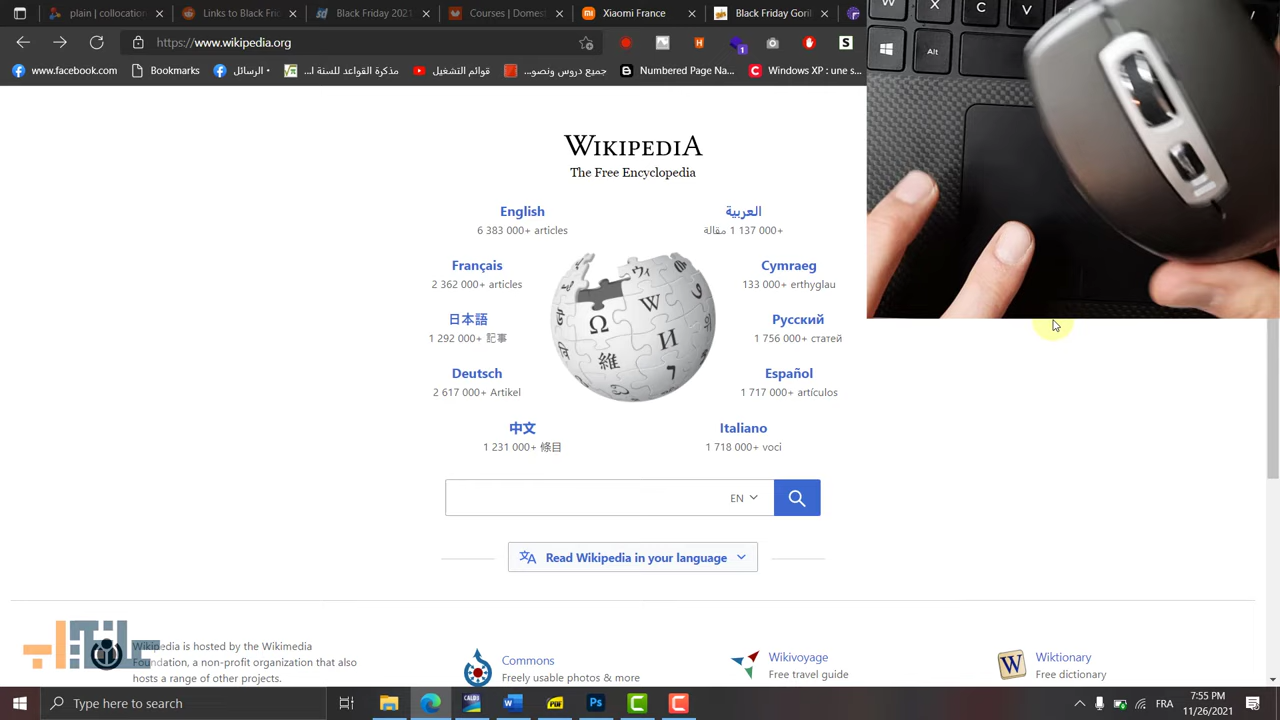 plain | collocation
Links to Black Fri
Black Friday 2021
Courses | Domest
Xiaomi France
Black Friday Gori
https://www.wikipedia.org
www.facebook.com
Bookmarks
الرسائل •
مذكرة القواعد للسنة ا...
قوائم التشغيل
جميع دروس ونصو...
Numbered Page Na...
Windows XP : une s...
W
X
C
V
Alt
WIKIPEDIA
The Free Encyclopedia
English
6 383 000+ articles
العربية
1 137 000+ مقالة
Français
2 362 000+ articles
Cymraeg
133 000+ erthyglau
日本語
1 292 000+ 記事
Русский
1 756 000+ статей
Deutsch
2 617 000+ Artikel
Español
1 717 000+ artículos
中文
1 231 000+ 條目
Italiano
1 718 000+ voci
Ω
W
И
維
EN
Read Wikipedia in your language
Wikipedia is hosted by the Wikimedia
Foundation, a non-profit organization that also
hosts a range of other projects.
Commons
Freely usable photos & more
Wikivoyage
Free travel guide
Wiktionary
Free dictionary
Type here to search
FRA
7:55 PM
11/26/2021